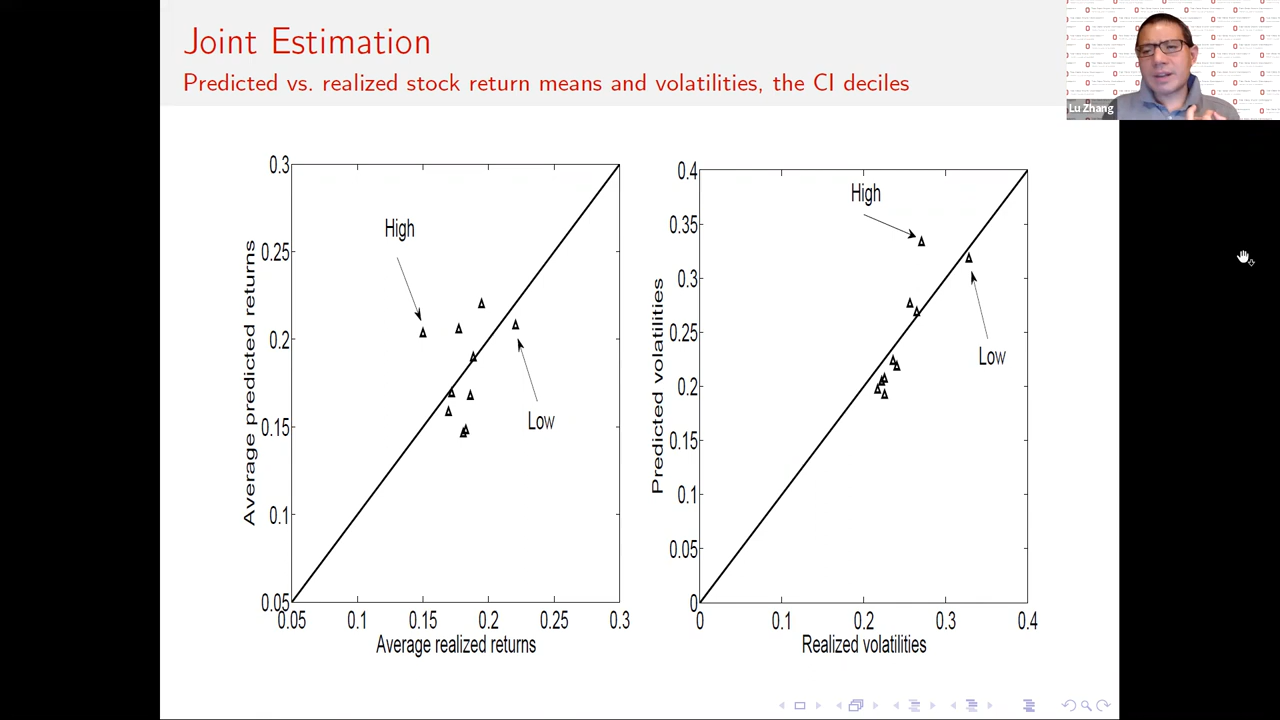 Joint Estimation
Predicted vs. realized stock return means and volatilities, the CI deciles
Lu Zhang
0.3
0.25
0.2
0.15
0.1
0.05
0.05
0.1
0.15
0.2
0.25
0.3
Average predicted returns
Average realized returns
High
Low
0.4
0.35
0.3
0.25
0.2
0.15
0.1
0.05
0
0
0.1
0.2
0.3
0.4
Predicted volatilities
Realized volatilities
High
Low